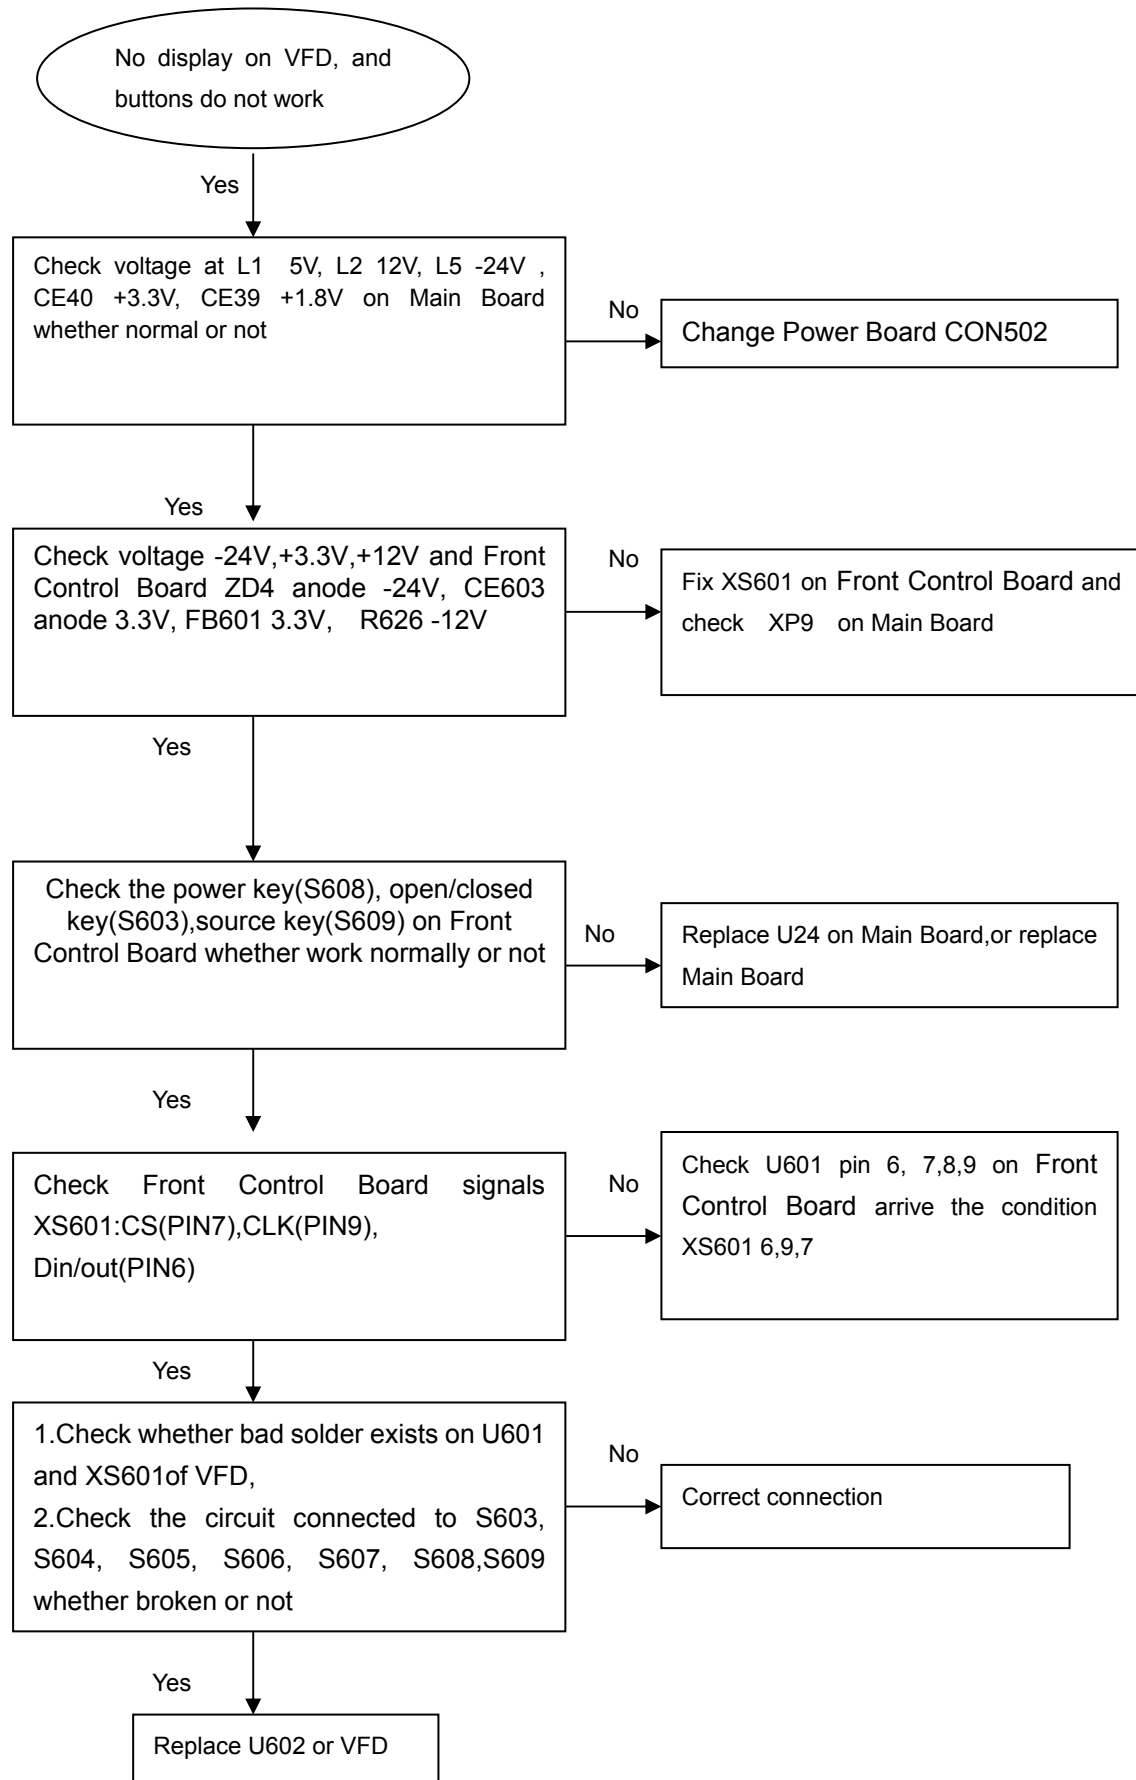 No display on VFD, and
buttons do not work
Yes
Check voltage at L1 5V, L2 12V, L5 -24V ,
CE40 +3.3V, CE39 +1.8V on Main Board
whether normal or not
No
Change Power Board CON502
Yes
Check voltage -24V,+3.3V,+12V and Front
Control Board ZD4 anode -24V, CE603
anode 3.3V, FB601 3.3V, R626 -12V
No
Fix XS601 on Front Control Board and
check XP9 on Main Board
Yes
Check the power key(S608), open/closed
key(S603),source key(S609) on Front
Control Board whether work normally or not
No
Replace U24 on Main Board,or replace
Main Board
Yes
Check Front Control Board signals
XS601:CS(PIN7),CLK(PIN9),
Din/out(PIN6)
No
Check U601 pin 6, 7,8,9 on Front
Control Board arrive the condition
XS601 6,9,7
Yes
1.Check whether bad solder exists on U601
and XS601of VFD,
2.Check the circuit connected to S603,
S604, S605, S606, S607, S608,S609
whether broken or not
No
Correct connection
Yes
Replace U602 or VFD